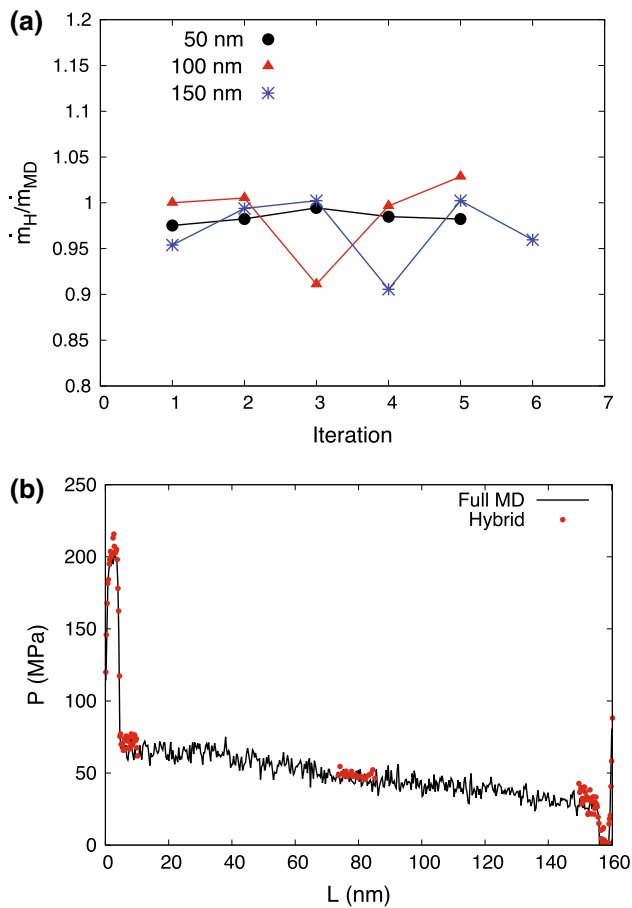 (a)
50 nm
100 nm
150 nm
1.2
1.15
1.1
1.05
1
0.95
0.9
0.85
0.8
ṁH/ṁMD
0 1 2 3 4 5 6 7
Iteration
(b)
Full MD
Hybrid
250
200
150
100
50
0
P (MPa)
0 20 40 60 80 100 120 140 160
L (nm)